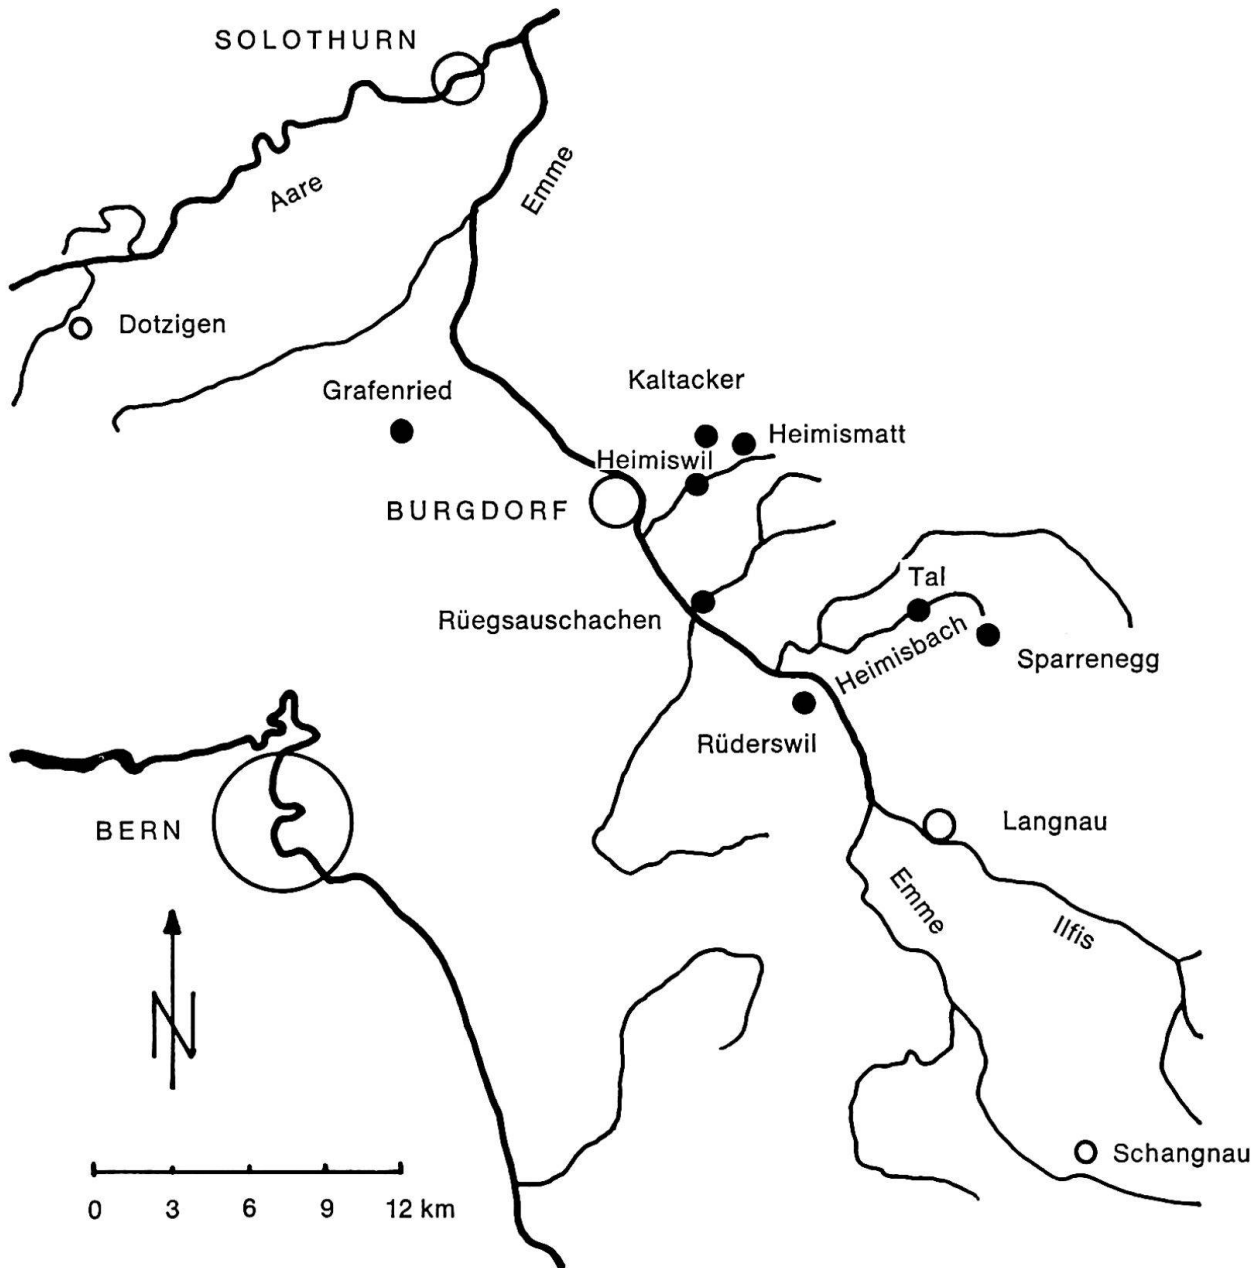 SOLOTHURN
Aare
Emme
Dotzigen
Grafenried
Kaltacker
Heimismatt
Heimiswil
BURGDORF
Tal
Rüegsauschachen
Heimisbach
Sparrenegg
Rüderswil
BERN
Langnau
Emme
Ilfis
N
Schangnau
0 3 6 9 12 km